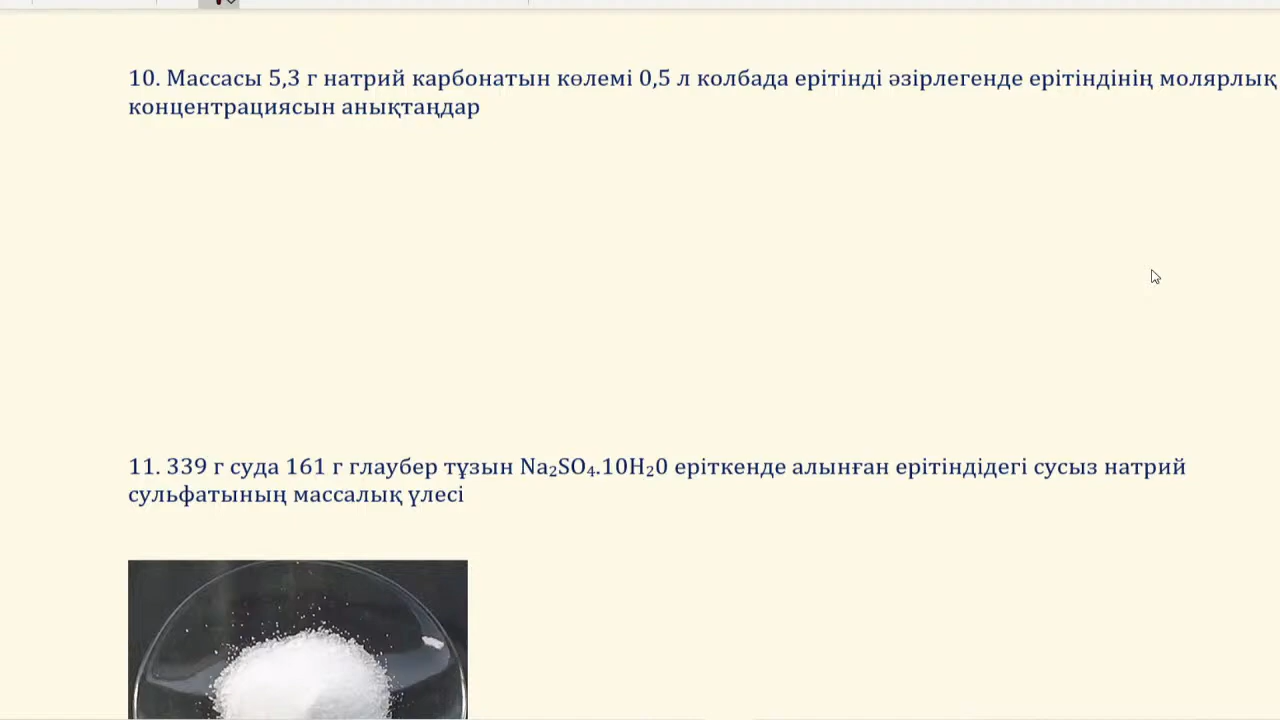 10. Массасы 5,3 г натрий карбонатын көлемі 0,5 л колбада ерітінді әзірлегенде ерітіндінің молярлық
концентрациясын анықтаңдар
11. 339 г суда 161 г глаубер тұзын Na₂SO₄.10H₂0 еріткенде алынған ерітіндідегі сусыз натрий
сульфатының массалық үлесі